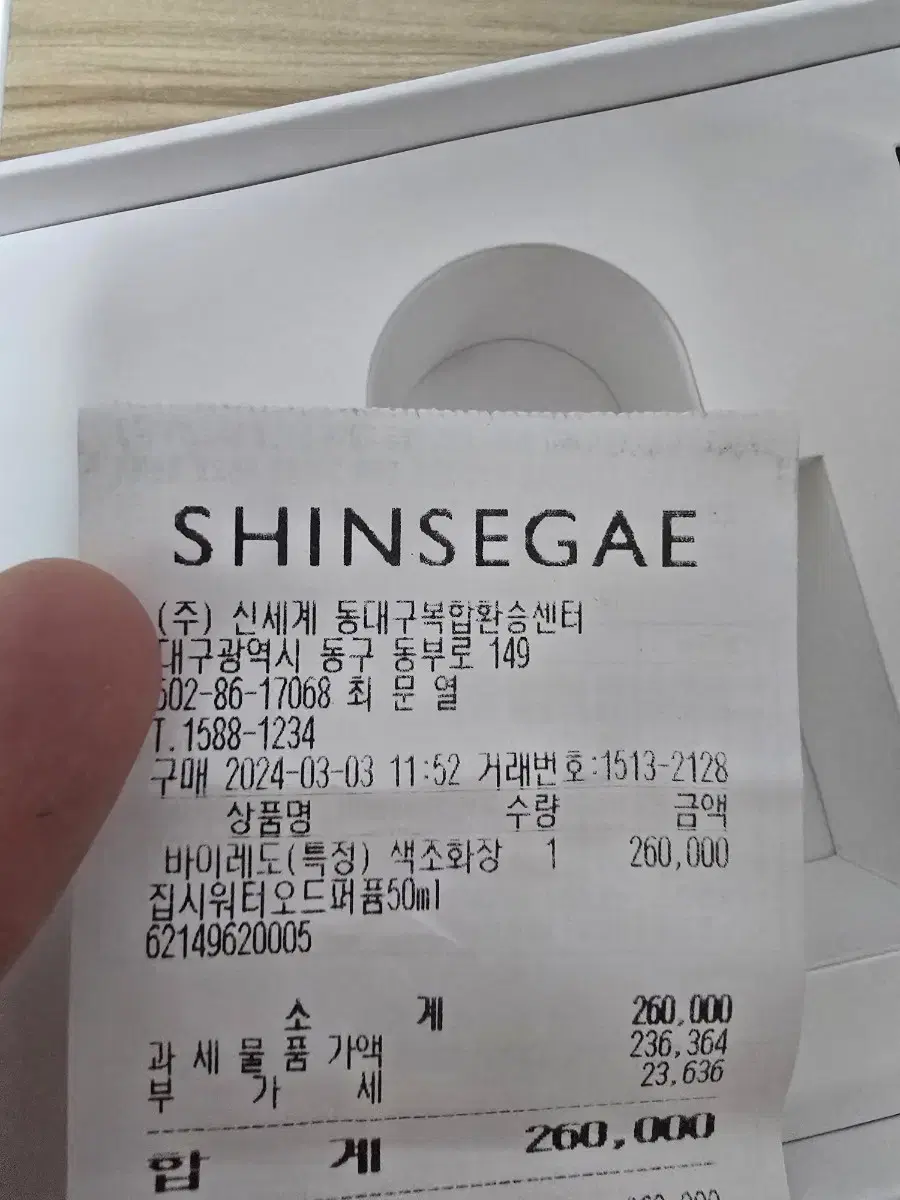 SHINSEGAE
(주) 신세계 동대구복합환승센터
대구광역시 동구 동부로 149
502-86-17068 최 문 열
T.1588-1234
구매 2024-03-03 11:52 거래번호:1513-2128
상품명 수량 금액
바이레도(특정) 색조화장 1 260,000
집시워터오드퍼퓸50ml
62149620005
소 계 260,000
과 세 물 품 가액 236,364
부 가 세 23,636
합 계 260,000